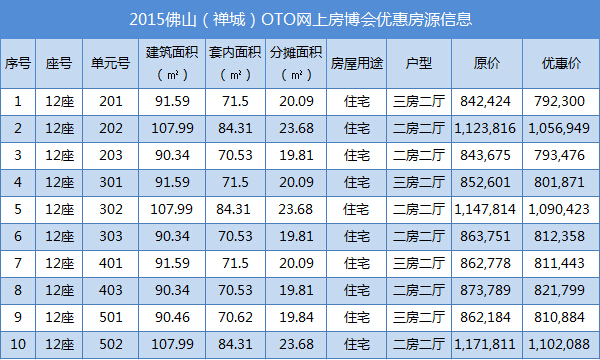 2015佛山（禅城）OTO网上房博会优惠房源信息
序号 座号 单元号 建筑面积（㎡） 套内面积（㎡） 分摊面积（㎡） 房屋用途 户型 原价 优惠价
1 12座 201 91.59 71.5 20.09 住宅 三房二厅 842,424 792,300
2 12座 202 107.99 84.31 23.68 住宅 二房二厅 1,123,816 1,056,949
3 12座 203 90.34 70.53 19.81 住宅 二房二厅 843,675 793,476
4 12座 301 91.59 71.5 20.09 住宅 三房二厅 852,601 801,871
5 12座 302 107.99 84.31 23.68 住宅 二房二厅 1,147,814 1,090,423
6 12座 303 90.34 70.53 19.81 住宅 二房二厅 863,751 812,358
7 12座 401 91.59 71.5 20.09 住宅 三房二厅 862,778 811,443
8 12座 403 90.34 70.53 19.81 住宅 二房二厅 873,789 821,799
9 12座 501 90.46 70.62 19.84 住宅 三房二厅 862,184 810,884
10 12座 502 107.99 84.31 23.68 住宅 二房二厅 1,171,811 1,102,088